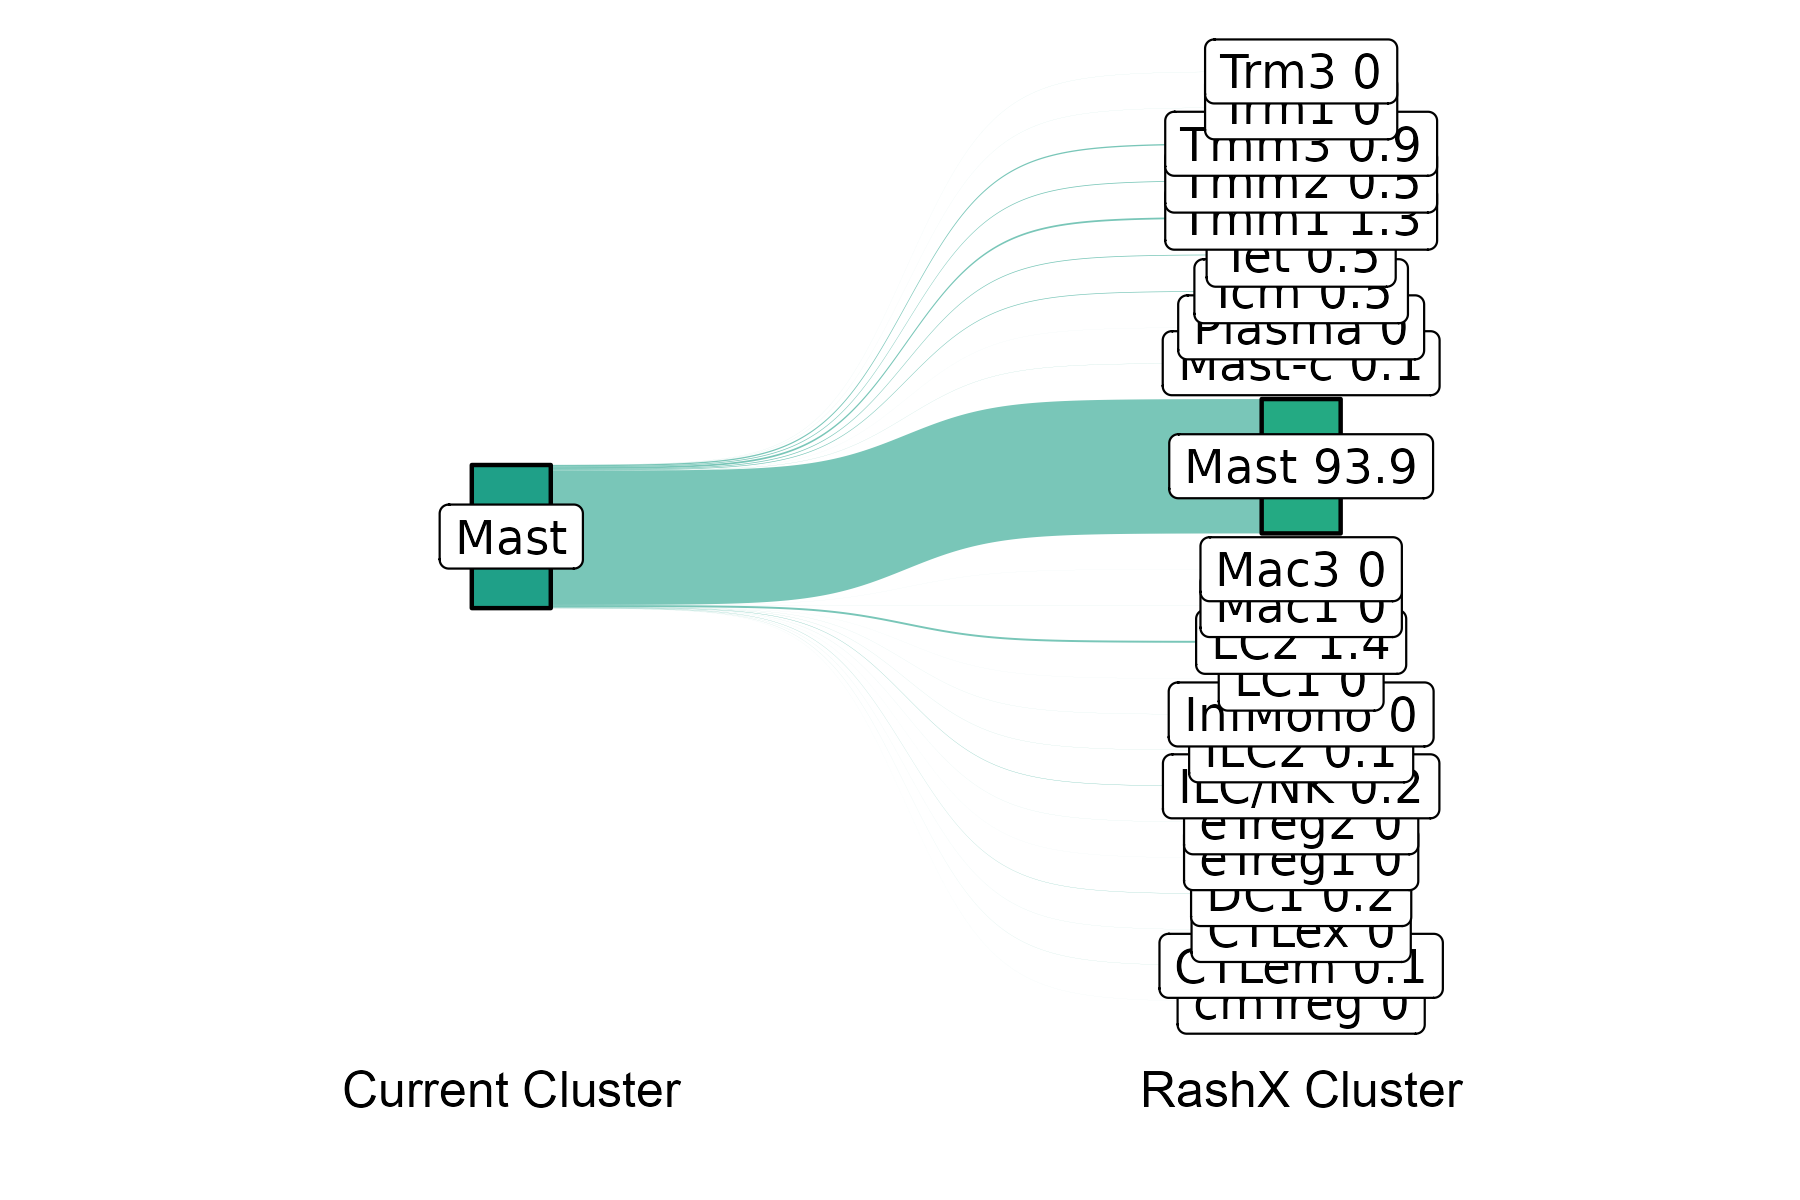 Trm3 0
Trm1 0
Tmm3 0.9
Tmm2 0.5
Tmm1 1.3
Tet 0.5
Tcm 0.5
Plasma 0
Mast-c 0.1
Mast 93.9
Mast
Mac3 0
Mac1 0
LC2 1.4
LC1 0
InfMono 0
ILC2 0.1
ILC/NK 0.2
eTreg2 0
eTreg1 0
DC1 0.2
CTLex 0
CTLem 0.1
cmTreg 0
Current Cluster
RashX Cluster